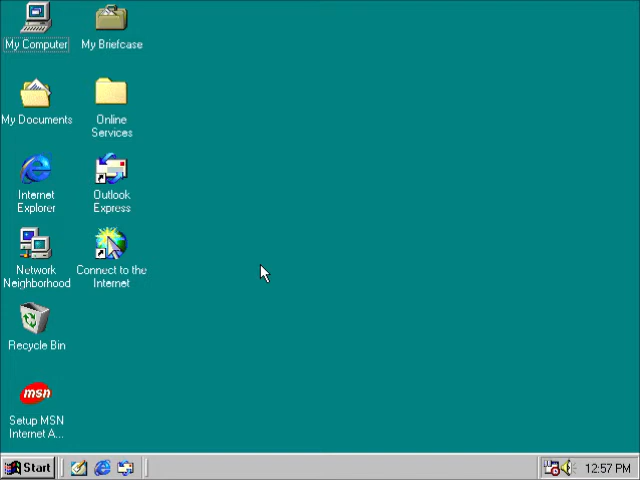 My Computer
My Briefcase
My Documents
Online
Services
Internet
Explorer
Outlook
Express
Network
Neighborhood
Connect to the
Internet
Recycle Bin
msn
Setup MSN
Internet A...
Start
12:57 PM